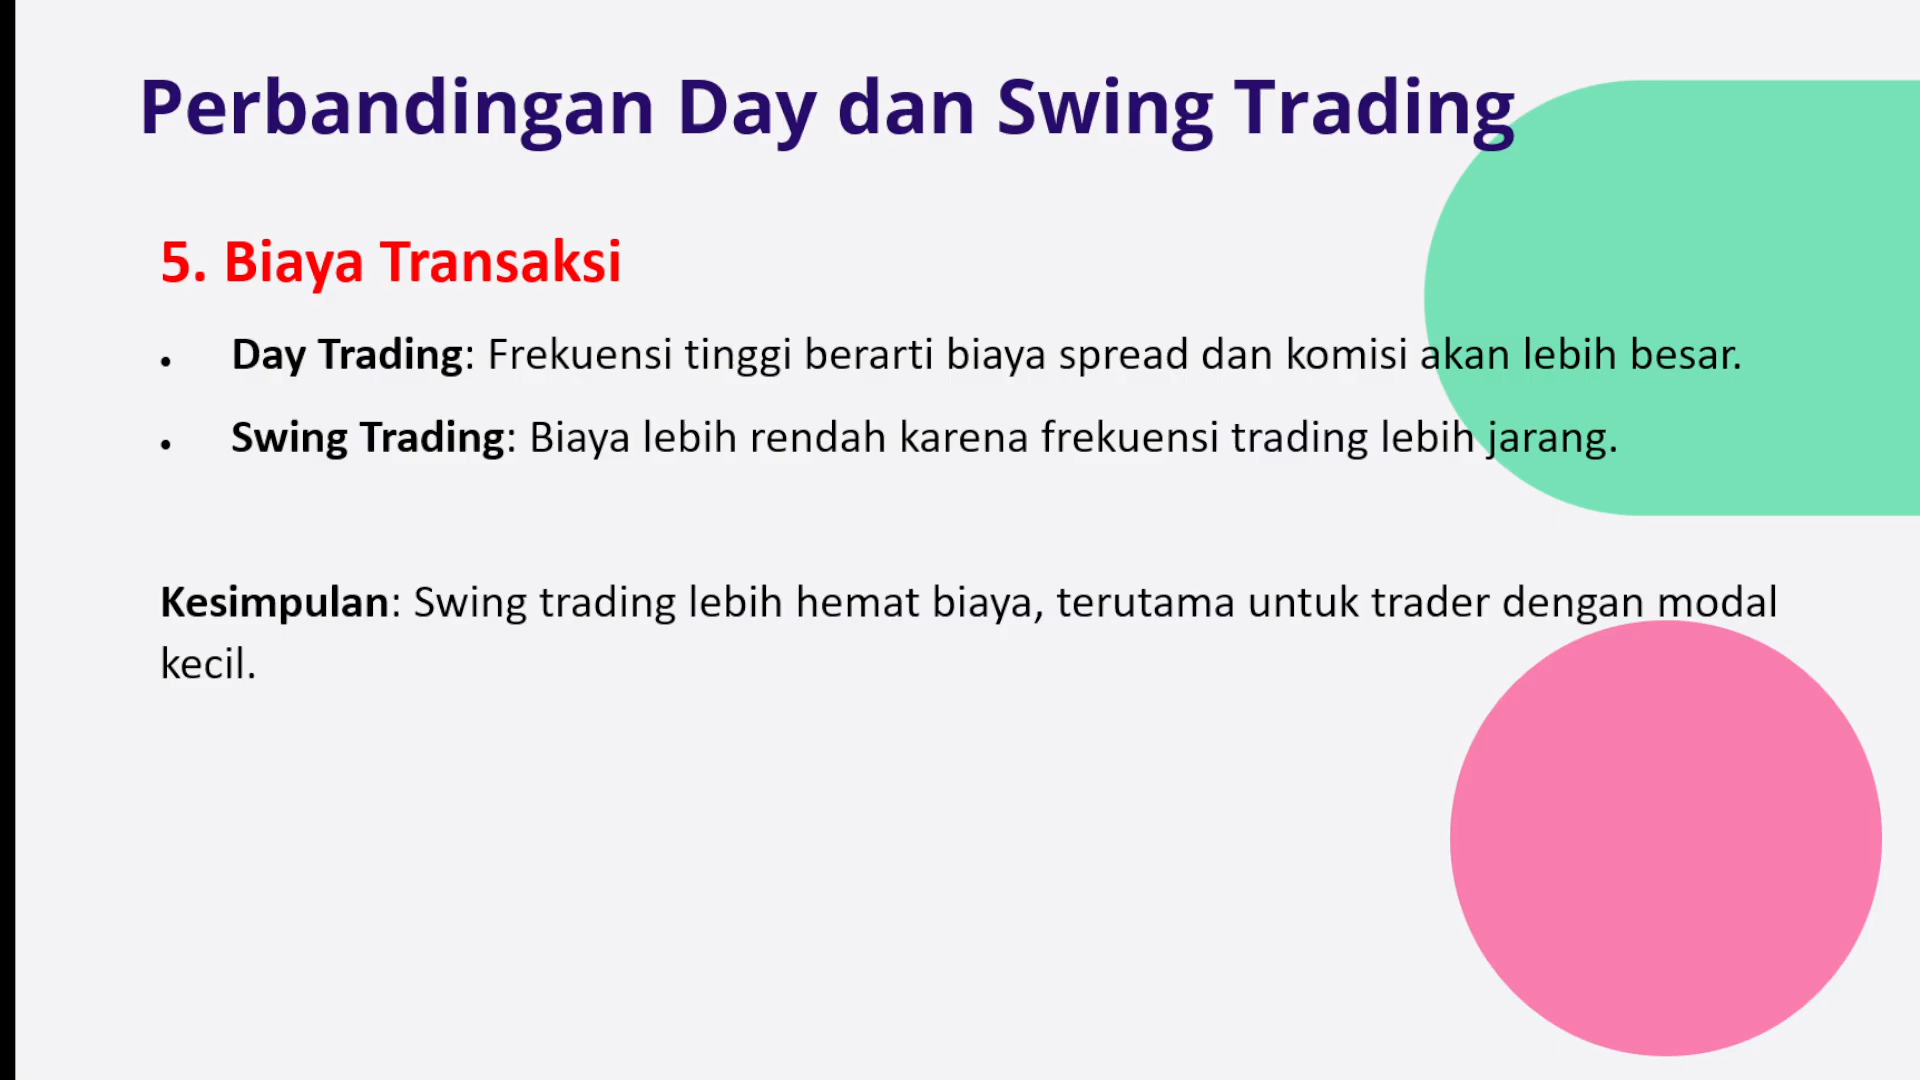 Perbandingan Day dan Swing Trading
5. Biaya Transaksi
• Day Trading: Frekuensi tinggi berarti biaya spread dan komisi akan lebih besar.
• Swing Trading: Biaya lebih rendah karena frekuensi trading lebih jarang.
Kesimpulan: Swing trading lebih hemat biaya, terutama untuk trader dengan modal
kecil.